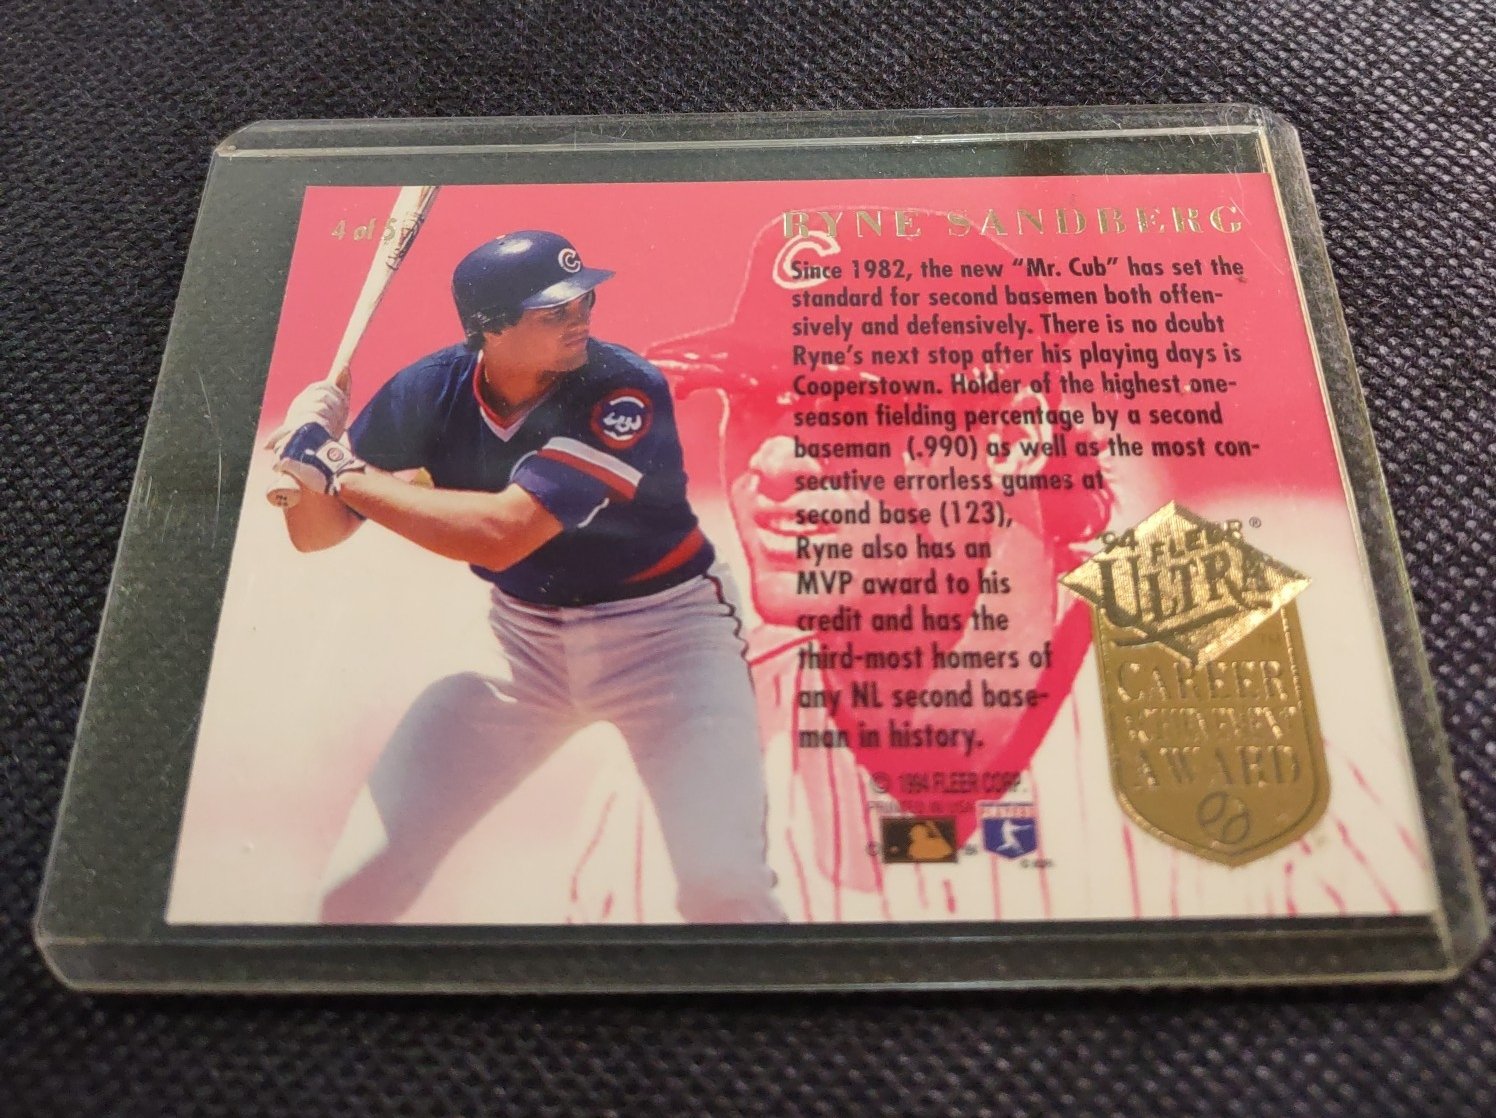 4 of 5
RYNE SANDBERG
Since 1982, the new "Mr. Cub" has set the
standard for second basemen both offen-
sively and defensively. There is no doubt
Ryne's next stop after his playing days is
Cooperstown. Holder of the highest one-
season fielding percentage by a second
baseman (.990) as well as the most con-
secutive errorless games at
second base (123),
Ryne also has an
MVP award to his
credit and has the
third-most homers of
any NL second base-
man in history.
'94 FLEER®
ULTRA
CAREER
ACHIEVEMENT
AWARD
© 1994 FLEER CORP.
PRINTED IN USA
C
C